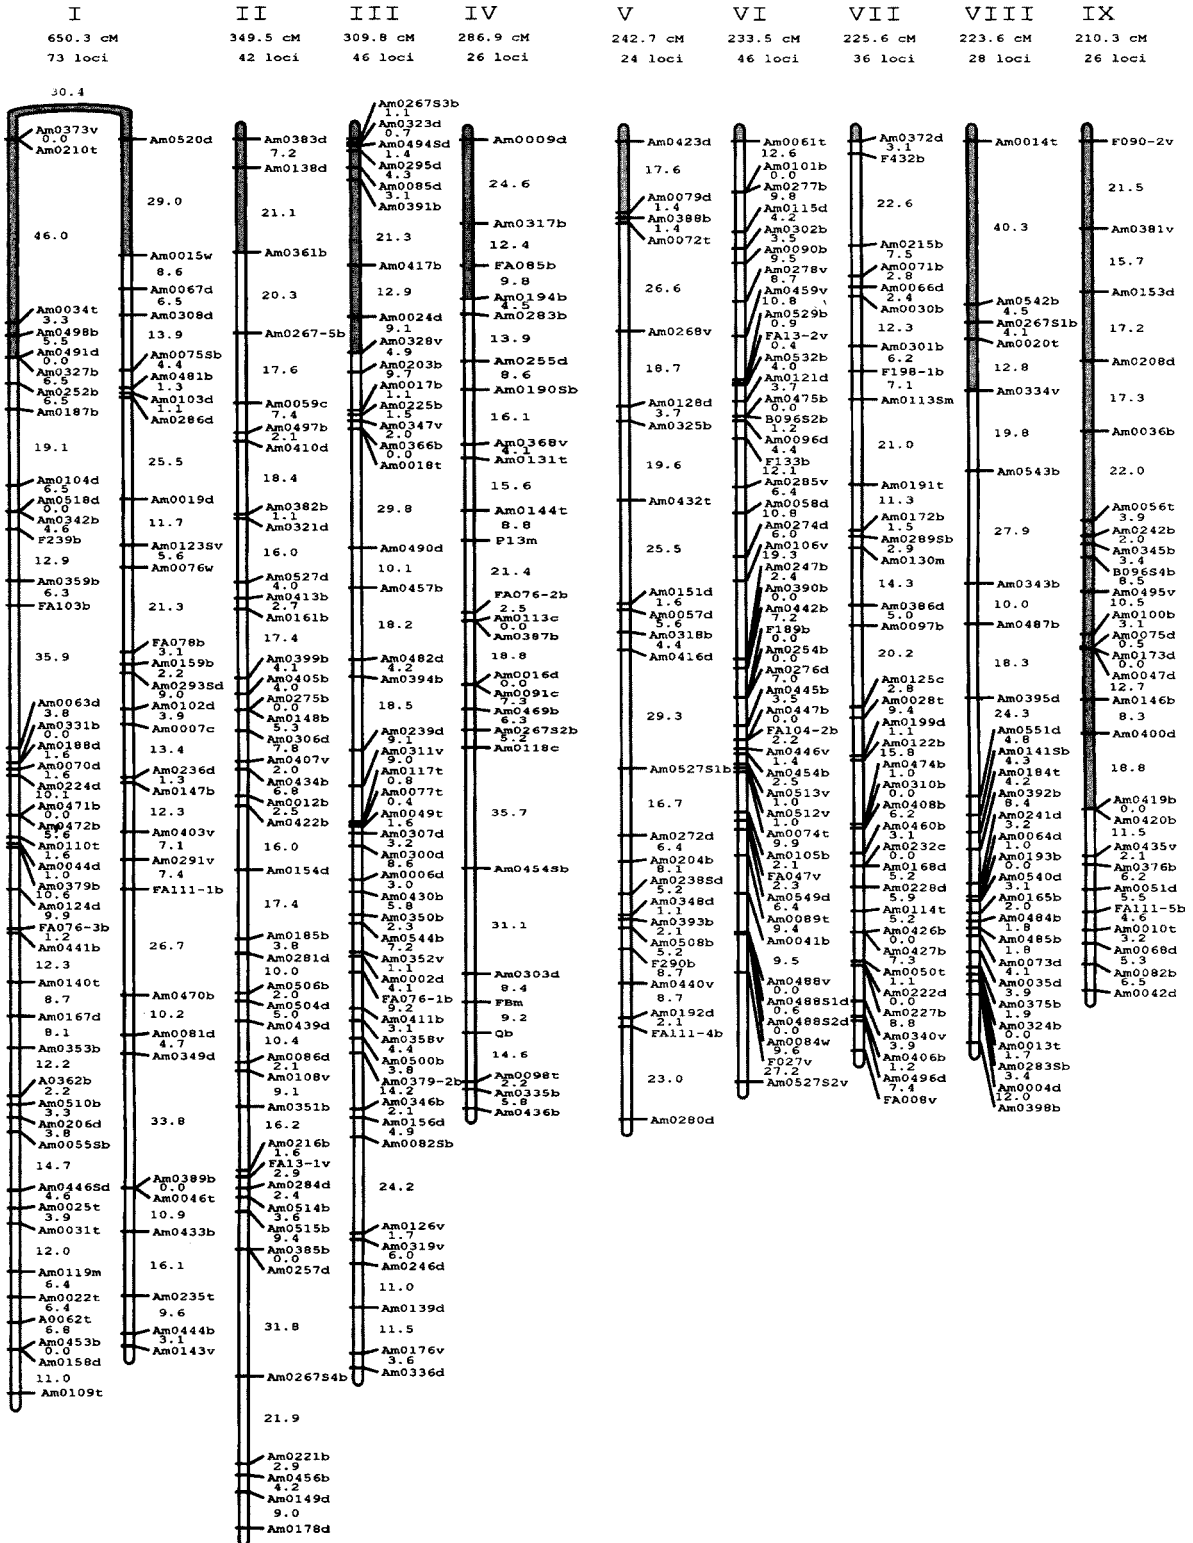 I
650.3 cM
73 loci
30.4
Am0373v
0.0
Am0210t
46.0
Am0034t
3.3
Am0498b
5.5
Am0491d
0.0
Am0327b
6.5
Am0252b
6.5
Am0187b
19.1
Am0104d
6.5
Am0518d
0.0
Am0342b
4.6
F239b
12.9
Am0359b
6.3
FA103b
35.9
Am0063d
3.8
Am0331b
0.0
Am0188d
1.6
Am0070d
1.6
Am0224d
10.1
Am0471b
0.0
Am0472b
5.6
Am0110t
1.6
Am0044d
1.0
Am0379b
10.6
Am0124d
9.9
FA076-3b
1.2
Am0441b
12.3
Am0140t
8.7
Am0167d
8.1
Am0353b
12.2
A0362b
2.2
Am0510b
3.3
Am0206d
3.8
Am0055Sb
14.7
Am0446Sd
4.6
Am0025t
3.9
Am0031t
12.0
Am0119m
6.4
Am0022t
6.4
A0062t
6.8
Am0453b
0.0
Am0158d
11.0
Am0109t
Am0520d
29.0
Am0015w
8.6
Am0067d
6.5
Am0308d
13.9
Am0075Sb
4.4
Am0481b
1.3
Am0103d
1.1
Am0286d
25.5
Am0019d
11.7
Am0123Sv
5.6
Am0076w
21.3
FA078b
3.1
Am0159b
2.2
Am0293Sd
9.0
Am0102d
3.9
Am0007c
13.4
Am0236d
1.3
Am0147b
12.3
Am0403v
7.1
Am0291v
7.4
FA111-1b
26.7
Am0470b
10.2
Am0081d
4.7
Am0349d
33.8
Am0389b
0.0
Am0046t
10.9
Am0433b
16.1
Am0235t
9.6
Am0444b
3.1
Am0143v
II
349.5 cM
42 loci
Am0383d
7.2
Am0138d
21.1
Am0361b
20.3
Am0267-5b
17.6
Am0059c
7.4
Am0497b
2.1
Am0410d
18.4
Am0382b
1.1
Am0321d
16.0
Am0527d
4.0
Am0413b
2.7
Am0161b
17.4
Am0399b
4.1
Am0405b
4.0
Am0275b
0.0
Am0148b
5.3
Am0306d
7.8
Am0407v
2.0
Am0434b
6.8
Am0012b
2.5
Am0422b
16.0
Am0154d
17.4
Am0185b
3.8
Am0281d
10.0
Am0506b
2.0
Am0504d
5.0
Am0439d
10.4
Am0086d
2.1
Am0108v
9.1
Am0351b
16.2
Am0216b
1.6
FA13-1v
2.9
Am0284d
2.4
Am0514b
3.6
Am0515b
9.4
Am0385b
0.0
Am0257d
31.8
Am0267S4b
21.9
Am0221b
2.9
Am0456b
4.2
Am0149d
9.0
Am0178d
III
309.8 cM
46 loci
Am0267S3b
1.1
Am0323d
0.7
Am0494Sd
1.4
Am0295d
4.3
Am0085d
3.1
Am0391b
21.3
Am0417b
12.9
Am0024d
9.1
Am0328v
4.9
Am0203b
9.7
Am0017b
1.1
Am0225b
1.5
Am0347v
2.0
Am0366b
0.0
Am0018t
29.8
Am0490d
10.1
Am0457b
18.2
Am0482d
4.2
Am0394b
18.5
Am0239d
9.1
Am0311v
9.0
Am0117t
0.8
Am0077t
0.4
Am0049t
1.6
Am0307d
3.2
Am0300d
8.6
Am0006d
3.0
Am0430b
5.8
Am0350b
2.3
Am0544b
7.2
Am0352v
1.1
Am0002d
4.1
FA076-1b
9.2
Am0411b
3.1
Am0358v
4.4
Am0500b
3.8
Am0379-2b
14.2
Am0346b
2.1
Am0156d
4.9
Am0082Sb
24.2
Am0126v
1.7
Am0319v
6.0
Am0246d
11.0
Am0139d
11.5
Am0176v
3.6
Am0336d
IV
286.9 cM
26 loci
Am0009d
24.6
Am0317b
12.4
FA085b
9.8
Am0194b
4.5
Am0283b
13.9
Am0255d
8.6
Am0190Sb
16.1
Am0368v
4.1
Am0131t
15.6
Am0144t
8.8
P13m
21.4
FA076-2b
2.5
Am0113c
0.0
Am0387b
18.8
Am0016d
0.0
Am0091c
7.3
Am0469b
6.3
Am0267S2b
5.2
Am0118c
35.7
Am0454Sb
31.1
Am0303d
8.4
FBm
9.2
Qb
14.6
Am0098t
2.2
Am0335b
5.8
Am0436b
V
242.7 cM
24 loci
Am0423d
17.6
Am0079d
1.4
Am0388b
1.4
Am0072t
26.6
Am0268v
18.7
Am0128d
3.7
Am0325b
19.6
Am0432t
25.5
Am0151d
1.6
Am0057d
5.6
Am0318b
4.4
Am0416d
29.3
Am0527S1b
16.7
Am0272d
6.4
Am0204b
8.1
Am0238Sd
5.2
Am0348d
1.1
Am0393b
2.1
Am0508b
5.2
F290b
8.7
Am0440v
8.7
Am0192d
2.1
FA111-4b
23.0
Am0280d
VI
233.5 cM
46 loci
Am0061t
12.6
Am0101b
0.0
Am0277b
9.8
Am0115d
4.2
Am0302b
3.5
Am0090b
9.5
Am0278v
8.7
Am0459v
10.8
Am0529b
0.9
FA13-2v
0.4
Am0532b
4.0
Am0121d
3.7
Am0475b
0.0
B096S2b
1.2
Am0096d
4.4
F133b
12.1
Am0285v
6.4
Am0058d
10.8
Am0274d
6.0
Am0106v
19.3
Am0247b
2.4
Am0390b
0.0
Am0442b
7.2
F189b
0.0
Am0254b
0.0
Am0276d
7.0
Am0445b
3.5
Am0447b
0.0
FA104-2b
2.2
Am0446v
1.4
Am0454b
2.5
Am0513v
1.0
Am0512v
1.0
Am0074t
9.9
Am0105b
2.1
FA047v
2.3
Am0549d
6.4
Am0089t
9.4
Am0041b
9.5
Am0488v
0.0
Am0488S1d
0.6
Am0488S2d
0.0
Am0084w
9.6
F027v
27.2
Am0527S2v
VII
225.6 cM
36 loci
Am0372d
3.1
F432b
22.6
Am0215b
7.5
Am0071b
2.8
Am0066d
2.4
Am0030b
12.3
Am0301b
6.2
F198-1b
7.1
Am0113Sm
21.0
Am0191t
11.3
Am0172b
1.5
Am0289Sb
2.9
Am0130m
14.3
Am0386d
5.0
Am0097b
20.2
Am0125c
2.8
Am0028t
9.4
Am0199d
1.1
Am0122b
15.8
Am0474b
1.0
Am0310b
0.0
Am0408b
6.2
Am0460b
3.1
Am0232c
0.0
Am0168d
5.2
Am0228d
5.9
Am0114t
5.2
Am0426b
0.0
Am0427b
7.3
Am0050t
1.1
Am0222d
0.0
Am0227b
8.8
Am0340v
3.9
Am0406b
1.2
Am0496d
7.4
FA008v
VIII
223.6 cM
28 loci
Am0014t
40.3
Am0542b
4.5
Am0267S1b
4.1
Am0020t
12.8
Am0334v
19.8
Am0543b
27.9
Am0343b
10.0
Am0487b
18.3
Am0395d
24.3
Am0551d
4.8
Am0141Sb
4.3
Am0184t
4.2
Am0392b
8.4
Am0241d
3.2
Am0064d
1.0
Am0193b
0.0
Am0540d
3.1
Am0165b
2.0
Am0484b
1.8
Am0485b
1.8
Am0073d
4.1
Am0035d
3.9
Am0375b
1.9
Am0324b
0.0
Am0013t
1.7
Am0283Sb
3.4
Am0004d
12.0
Am0398b
IX
210.3 cM
26 loci
F090-2v
21.5
Am0381v
15.7
Am0153d
17.2
Am0208d
17.3
Am0036b
22.0
Am0056t
3.9
Am0242b
2.0
Am0345b
3.4
B096S4b
8.5
Am0495v
10.5
Am0100b
3.1
Am0075d
0.5
Am0173d
0.0
Am0047d
12.7
Am0146b
8.3
Am0400d
18.8
Am0419b
0.0
Am0420b
11.5
Am0435v
2.1
Am0376b
6.2
Am0051d
5.5
FA111-5b
4.6
Am0010t
3.2
Am0068d
5.3
Am0082b
6.5
Am0042d